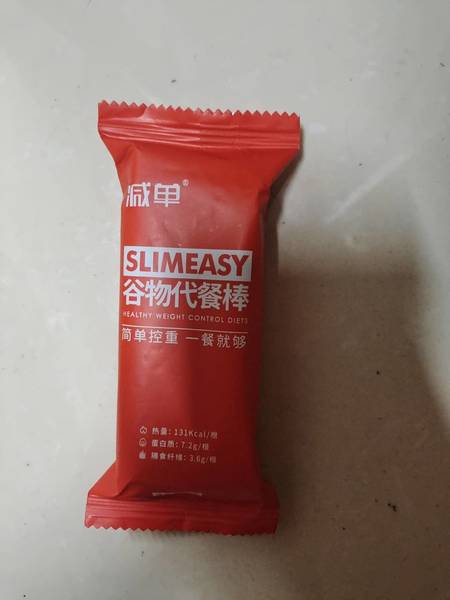 减单®
SLIMEASY
谷物代餐棒
HEALTHY WEIGHT CONTROL DIETS
简单控重 一餐就够
热量：131Kcal/根
蛋白质：7.2g/根
膳食纤维：3.6g/根